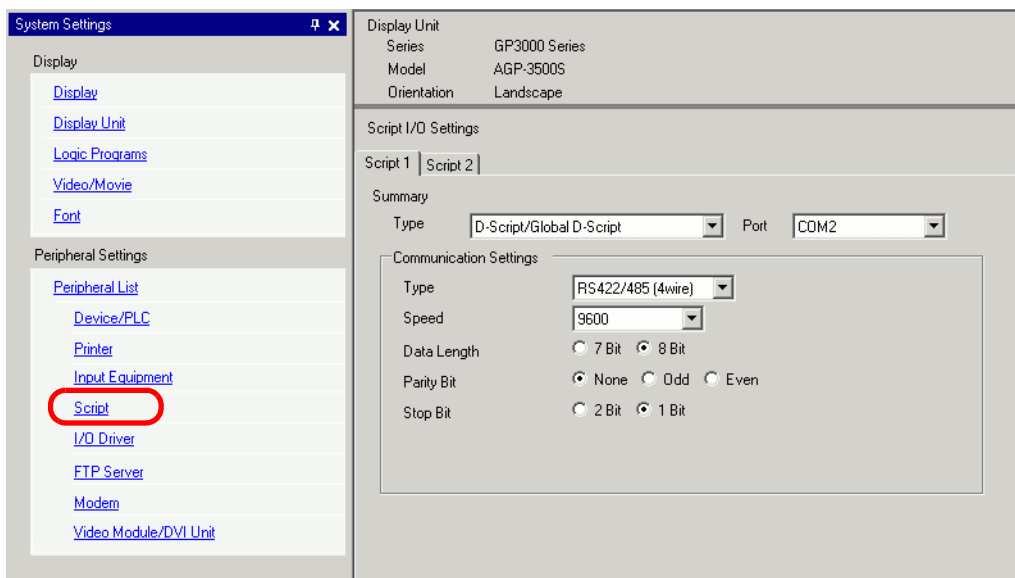 System Settings
Display
Display
Display Unit
Logic Programs
Video/Movie
Font
Peripheral Settings
Peripheral List
Device/PLC
Printer
Input Equipment
Script
I/O Driver
FTP Server
Modem
Video Module/DVI Unit
Display Unit
Series GP3000 Series
Model AGP-3500S
Orientation Landscape
Script I/O Settings
Script 1 Script 2
Summary
Type D-Script/Global D-Script Port COM2
Communication Settings
Type RS422/485 (4wire)
Speed 9600
Data Length 7 Bit 8 Bit
Parity Bit None Odd Even
Stop Bit 2 Bit 1 Bit